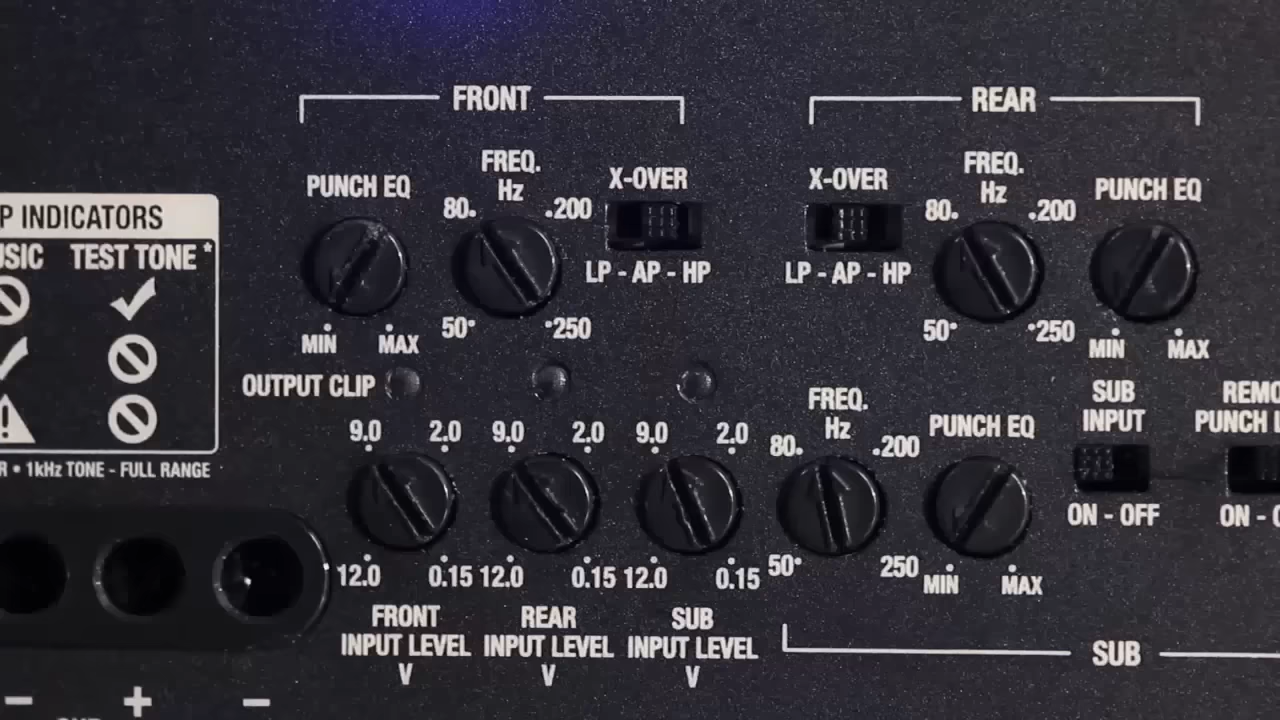 FRONT
REAR
FREQ.
Hz
PUNCH EQ
X-OVER
80
200
LP - AP - HP
50
250
MIN
MAX
X-OVER
FREQ.
Hz
PUNCH EQ
80
200
LP - AP - HP
50
250
MIN
MAX
P INDICATORS
USIC TEST TONE *
R • 1kHz TONE - FULL RANGE
OUTPUT CLIP
9.0 2.0 9.0 2.0 9.0 2.0
12.0 0.15 12.0 0.15 12.0 0.15
FRONT
INPUT LEVEL
V
REAR
INPUT LEVEL
V
SUB
INPUT LEVEL
V
FREQ.
Hz
80 200
50 250
PUNCH EQ
MIN MAX
SUB
INPUT
ON - OFF
REMO
PUNCH L
ON - O
SUB
- + -